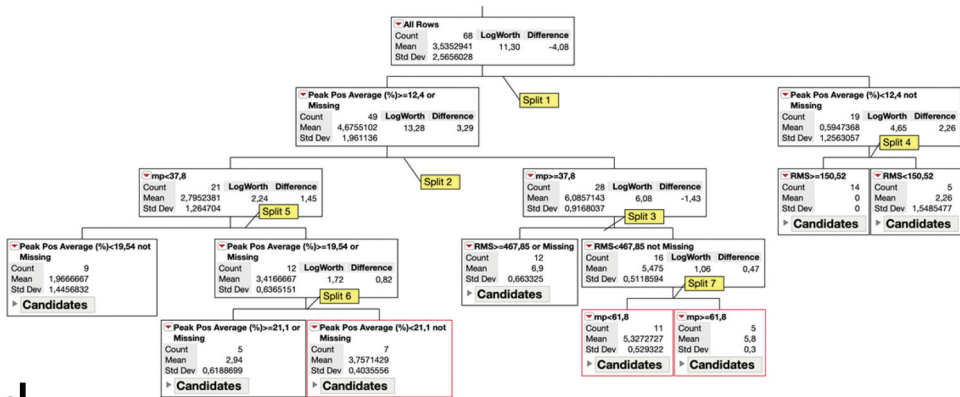 All Rows
Count 68 LogWorth Difference
Mean 3,5352941 11,30 -4,08
Std Dev 2,5656028
Split 1
Peak Pos Average (%)>=12,4 or
Missing
Count 49 LogWorth Difference
Mean 4,6755102 13,28 3,29
Std Dev 1,961136
Peak Pos Average (%)<12,4 not
Missing
Count 19 LogWorth Difference
Mean 0,5947368 4,65 2,26
Std Dev 1,2563057
Split 4
Split 2
mp<37,8
Count 21 LogWorth Difference
Mean 2,7952381 2,24 1,45
Std Dev 1,264704
Split 5
mp>=37,8
Count 28 LogWorth Difference
Mean 6,0857143 6,08 -1,43
Std Dev 0,9168037
Split 3
RMS>=150,52
Count 14
Mean 0
Std Dev 0
Candidates
RMS<150,52
Count 5
Mean 2,26
Std Dev 1,5485477
Candidates
Peak Pos Average (%)<19,54 not
Missing
Count 9
Mean 1,9666667
Std Dev 1,4456832
Candidates
Peak Pos Average (%)>=19,54 or
Missing
Count 12 LogWorth Difference
Mean 3,4166667 1,72 0,82
Std Dev 0,6365151
Split 6
RMS>=467,85 or Missing
Count 12
Mean 6,9
Std Dev 0,663325
Candidates
RMS<467,85 not Missing
Count 16 LogWorth Difference
Mean 5,475 1,06 0,47
Std Dev 0,5118594
Split 7
Peak Pos Average (%)>=21,1 or
Missing
Count 5
Mean 2,94
Std Dev 0,6188699
Candidates
Peak Pos Average (%)<21,1 not
Missing
Count 7
Mean 3,7571429
Std Dev 0,4035556
Candidates
mp<61,8
Count 11
Mean 5,3272727
Std Dev 0,529322
Candidates
mp>=61,8
Count 5
Mean 5,8
Std Dev 0,3
Candidates